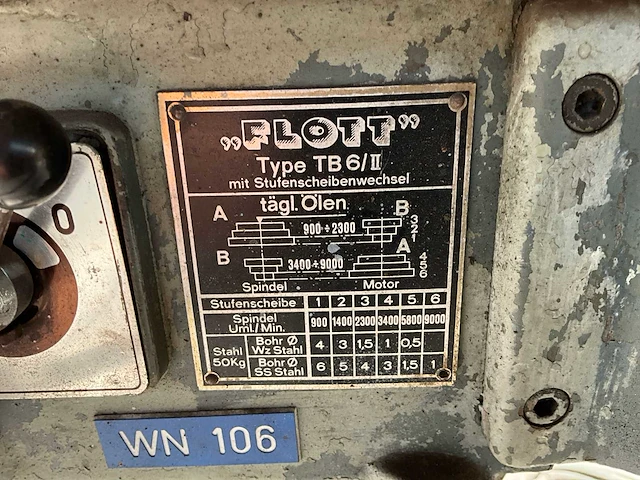 0
„FLOTT”
Type TB 6/II
mit Stufenscheibenwechsel
tägl. Ölen
A B
900÷2300 3
2
1
B A
3400÷9000 4
5
6
Spindel Motor
Stufenscheibe 1 2 3 4 5 6
Spindel Uml./Min. 900 1400 2300 3400 5800 9000
Stahl 50Kg Bohr Ø Wz Stahl 4 3 1,5 1 0,5
Bohr Ø SS Stahl 6 5 4 3 1,5 1
WN 106